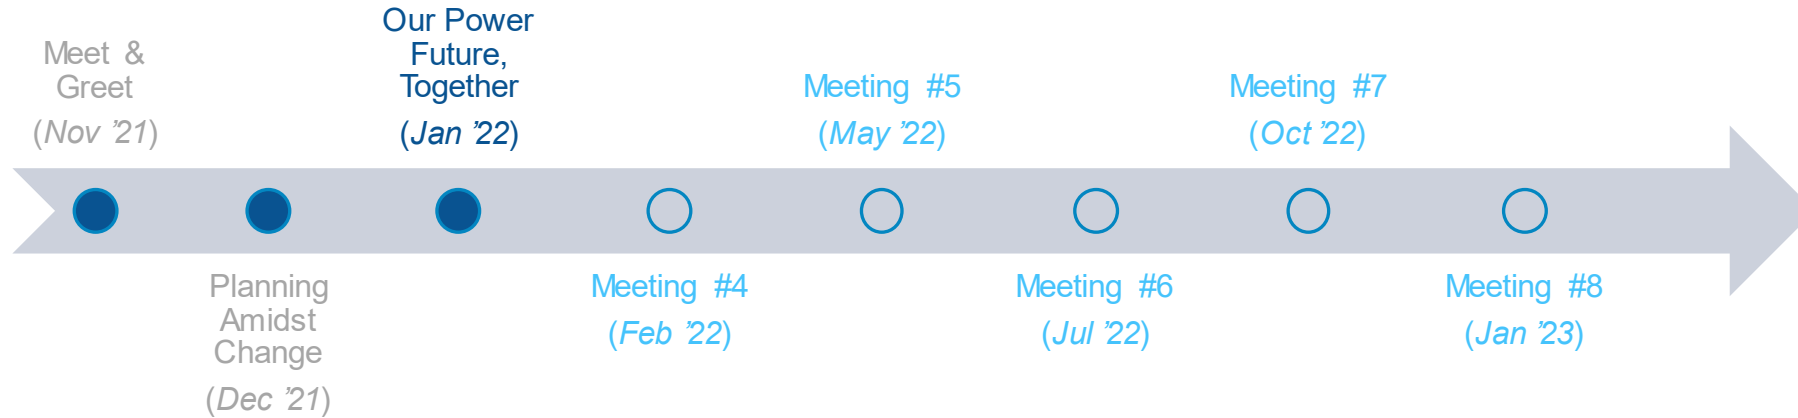 Meet & 
Greet
(Nov ’21)
Planning
Amidst
Change
(Dec ’21)
Our Power
Future,
Together
(Jan ’22)
Meeting #4
(Feb ’22)
Meeting #5
(May ’22)
Meeting #6
(Jul ’22)
Meeting #7
(Oct ’22)
Meeting #8
(Jan ’23)